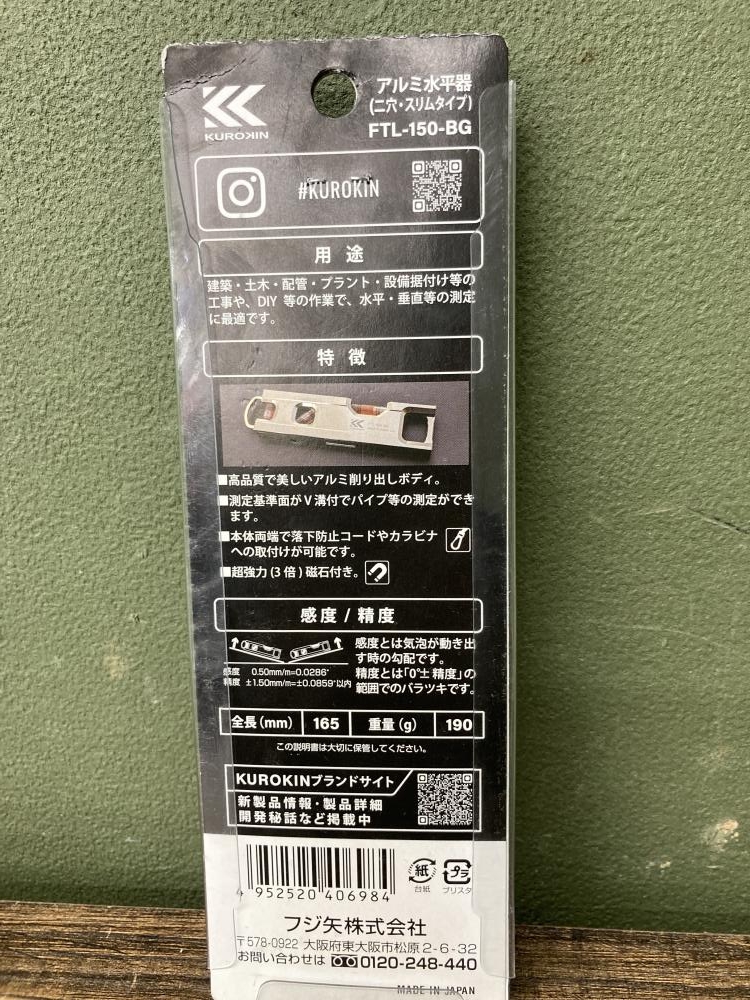 アルミ水平器
(二穴・スリムタイプ)
FTL-150-BG
KUROKIN
#KUROKIN
用途
建築・土木・配管・プラント・設備据付け等の
工事や、DIY 等の作業で、水平・垂直等の測定
に最適です。
特徴
■高品質で美しいアルミ削り出しボディ。
■測定基準面がV溝付でパイプ等の測定ができ
ます。
■本体両端で落下防止コードやカラビナ
への取付けが可能です。
■超強力(3倍)磁石付き。
感度/精度
感度とは気泡が動き出
す時の勾配です。
精度とは「0°±精度」の
範囲でのバラツキです。
感度 0.50mm/m=0.0286°
精度 ±1.50mm/m=±0.0859°以内
全長(mm) 165 重量(g) 190
この説明書は大切に保管してください。
KUROKINブランドサイト
新製品情報・製品詳細
開発秘話など掲載中
4 952520 406984
紙
台紙
プラ
ブリスタ
フジ矢株式会社
〒578-0922 大阪府東大阪市松原2-6-32
お問い合わせは 0120-248-440
MADE IN JAPAN